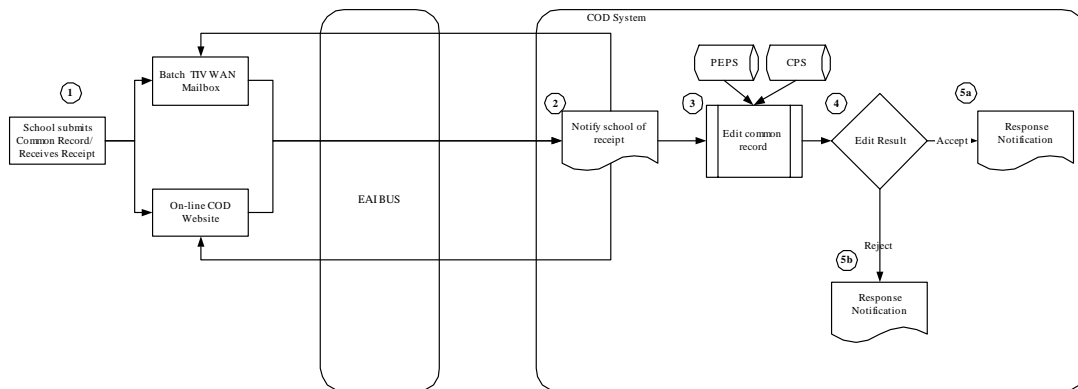 COD System
1
School submits
Common Record/
Receives Receipt
Batch TIV WAN
Mailbox
On-line COD
Website
EAI BUS
2
Notify school of
receipt
PEPS
CPS
3
Edit common
record
4
Edit Result
Accept
5a
Response
Notification
Reject
5b
Response
Notification